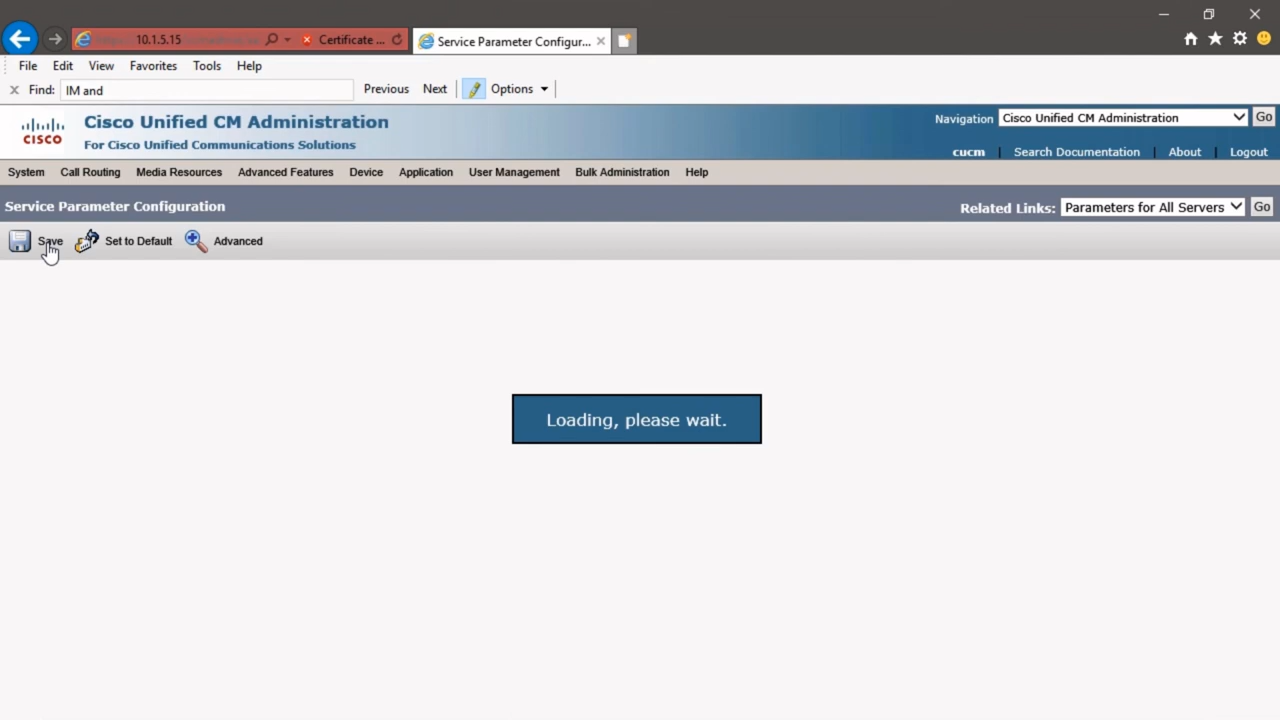 10.1.5.15
Certificate ...
Service Parameter Configur...
File Edit View Favorites Tools Help
Find: IM and Previous Next Options
CISCO
Cisco Unified CM Administration
For Cisco Unified Communications Solutions
Navigation Cisco Unified CM Administration Go
cucm Search Documentation About Logout
System Call Routing Media Resources Advanced Features Device Application User Management Bulk Administration Help
Service Parameter Configuration
Related Links: Parameters for All Servers Go
Save Set to Default Advanced
Loading, please wait.